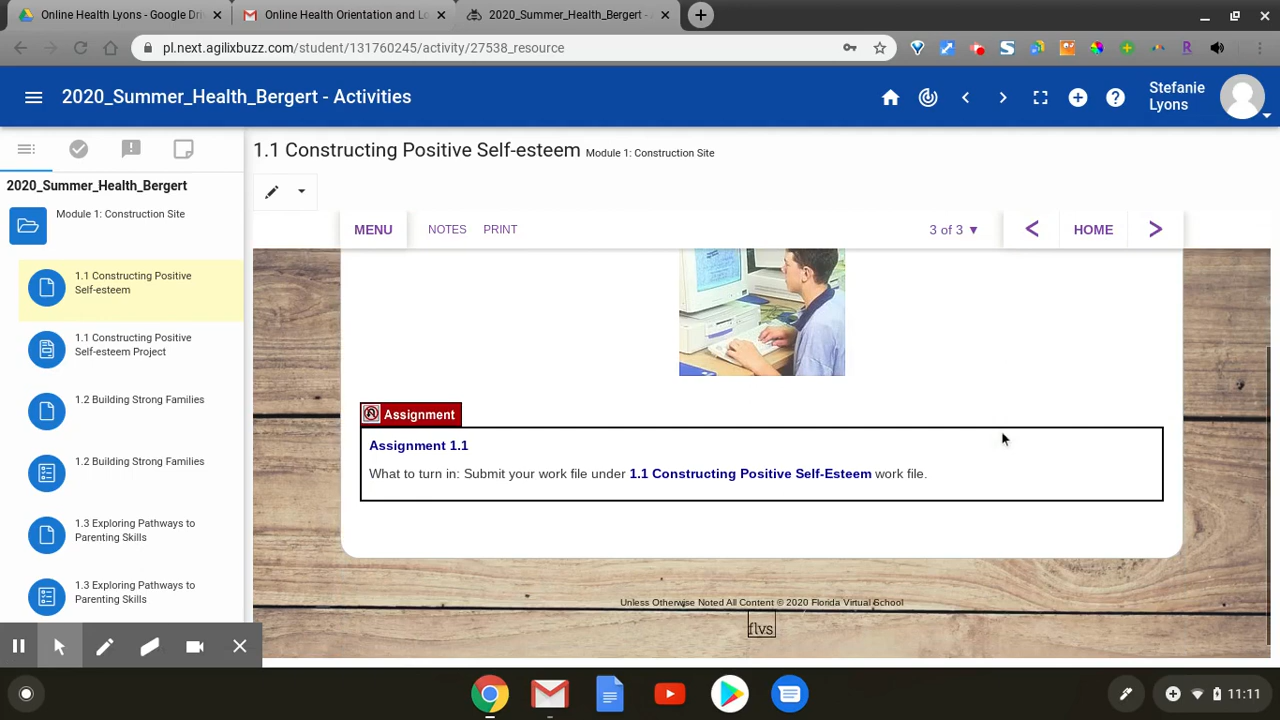 Online Health Lyons - Google Dri
Online Health Orientation and Lo
2020_Summer_Health_Bergert -
pl.next.agilixbuzz.com/student/131760245/activity/27538_resource
2020_Summer_Health_Bergert - Activities
Stefanie
Lyons
1.1 Constructing Positive Self-esteem Module 1: Construction Site
2020_Summer_Health_Bergert
Module 1: Construction Site
1.1 Constructing Positive
Self-esteem
1.1 Constructing Positive
Self-esteem Project
1.2 Building Strong Families
1.2 Building Strong Families
1.3 Exploring Pathways to
Parenting Skills
1.3 Exploring Pathways to
Parenting Skills
MENU NOTES PRINT 3 of 3 ▼ < HOME >
Assignment
Assignment 1.1
What to turn in: Submit your work file under 1.1 Constructing Positive Self-Esteem work file.
Unless Otherwise Noted All Content © 2020 Florida Virtual School
flvs
11:11